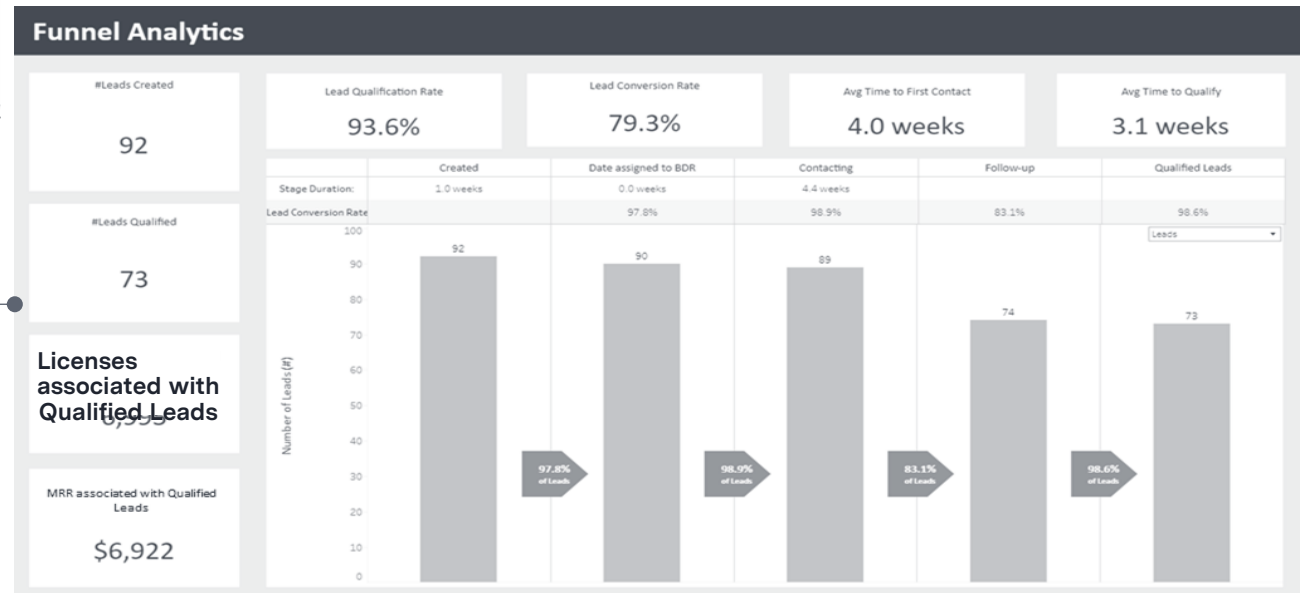 Funnel Analytics
#Leads Created
92
#Leads Qualified
73
Licenses
associated with
Qualified Leads
MRR associated with Qualified
Leads
$6,922
Lead Qualification Rate
93.6%
Lead Conversion Rate
79.3%
Avg Time to First Contact
4.0 weeks
Avg Time to Qualify
3.1 weeks
Created Date assigned to BDR Contacting Follow-up Qualified Leads
Stage Duration: 1.0 weeks 0.0 weeks 4.4 weeks
Lead Conversion Rate 97.8% 98.9% 83.1% 98.6%
Leads
Number of Leads (#)
100
90
80
70
60
50
40
30
20
10
0
92
90
89
74
73
97.8%
of Leads
98.9%
of Leads
83.1%
of Leads
98.6%
of Leads